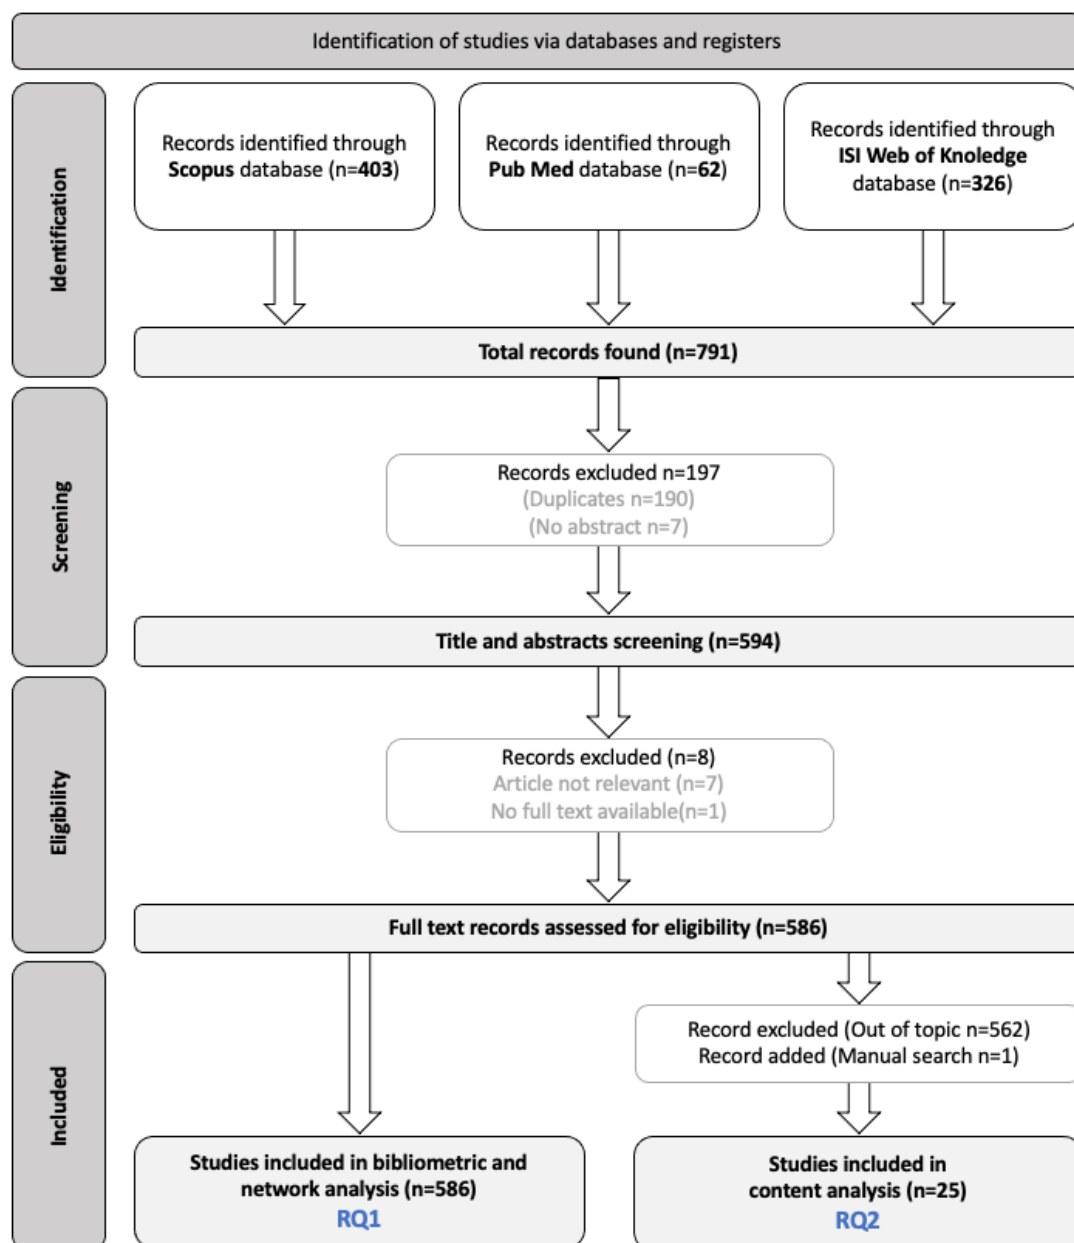 Identification of studies via databases and registers
Identification
Records identified through
Scopus database (n=403)
Records identified through
Pub Med database (n=62)
Records identified through
ISI Web of Knoledge
database (n=326)
Total records found (n=791)
Screening
Records excluded n=197
(Duplicates n=190)
(No abstract n=7)
Title and abstracts screening (n=594)
Eligibility
Records excluded (n=8)
Article not relevant (n=7)
No full text available(n=1)
Full text records assessed for eligibility (n=586)
Included
Record excluded (Out of topic n=562)
Record added (Manual search n=1)
Studies included in bibliometric and
network analysis (n=586)
RQ1
Studies included in
content analysis (n=25)
RQ2